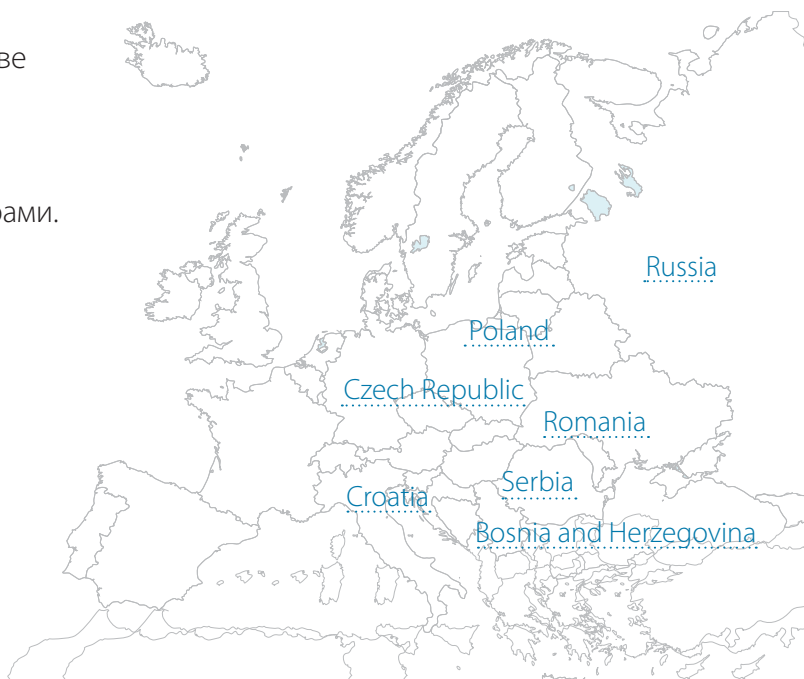 ве
рами.
Russia
Poland
Czech Republic
Romania
Serbia
Croatia
Bosnia and Herzegovina